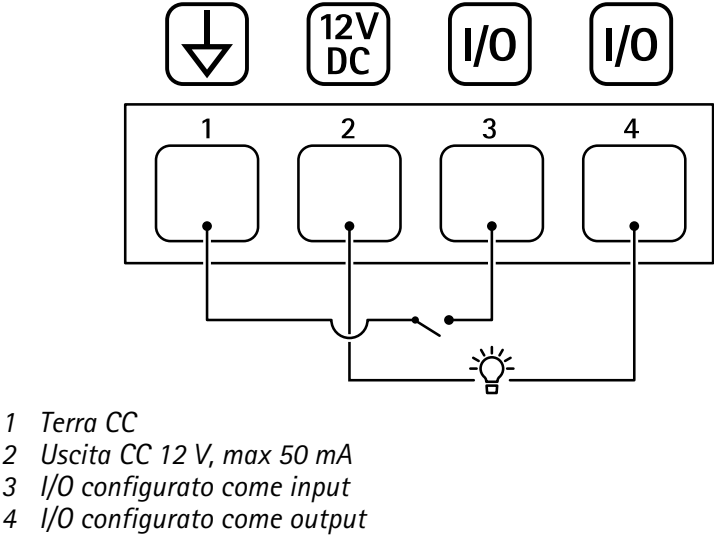 12V
DC
I/O
I/O
1
2
3
4
1 Terra CC
2 Uscita CC 12 V, max 50 mA
3 I/O configurato come input
4 I/O configurato come output